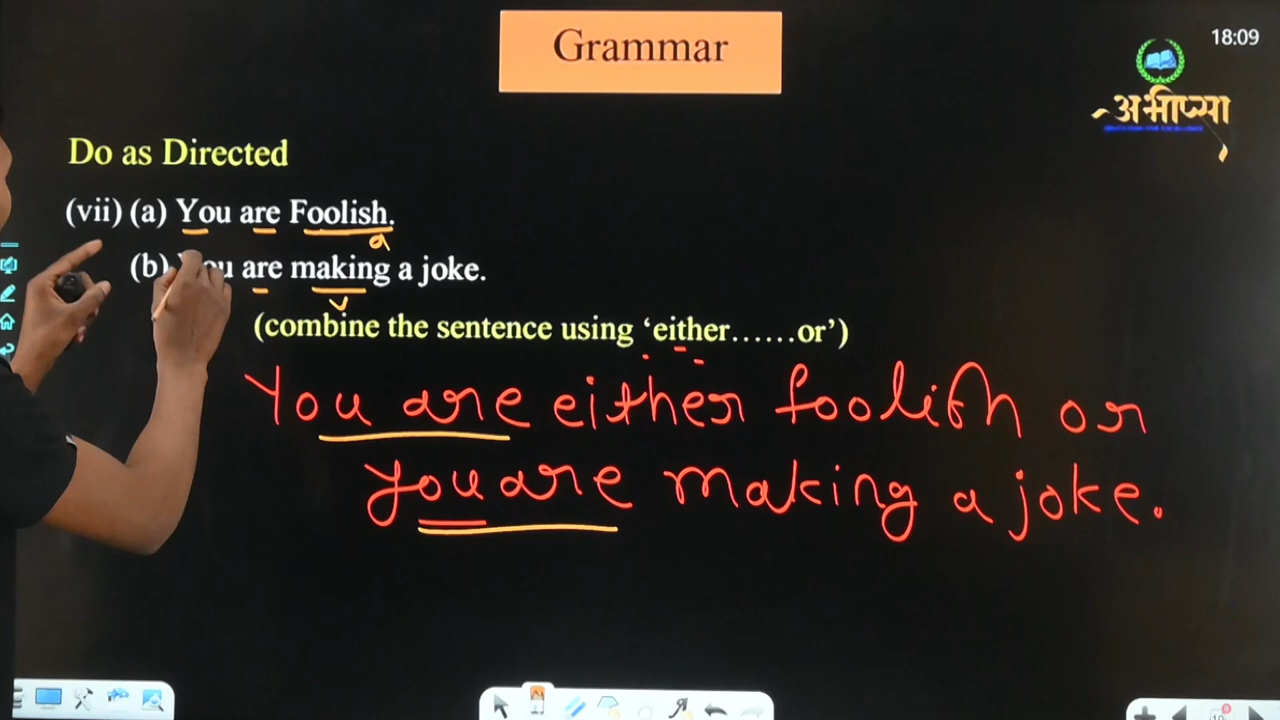 Grammar
18:09
अभीप्सा
Do as Directed
(vii) (a) You are Foolish.
a
(b) You are making a joke.
v
(combine the sentence using ‘either……or’)
You are either foolish or
you are making a joke.